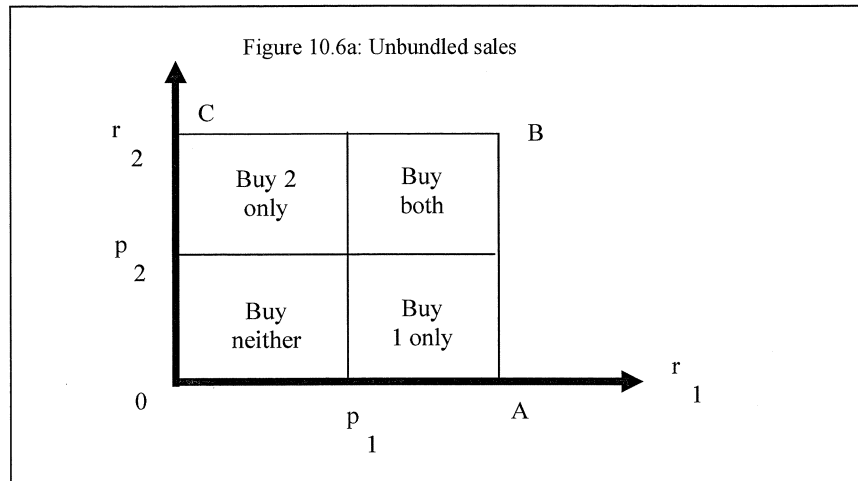 Figure 10.6a: Unbundled sales
C
r
2
B
Buy 2
only
Buy
both
p
2
Buy
neither
Buy
1 only
0
p
1
A
r
1